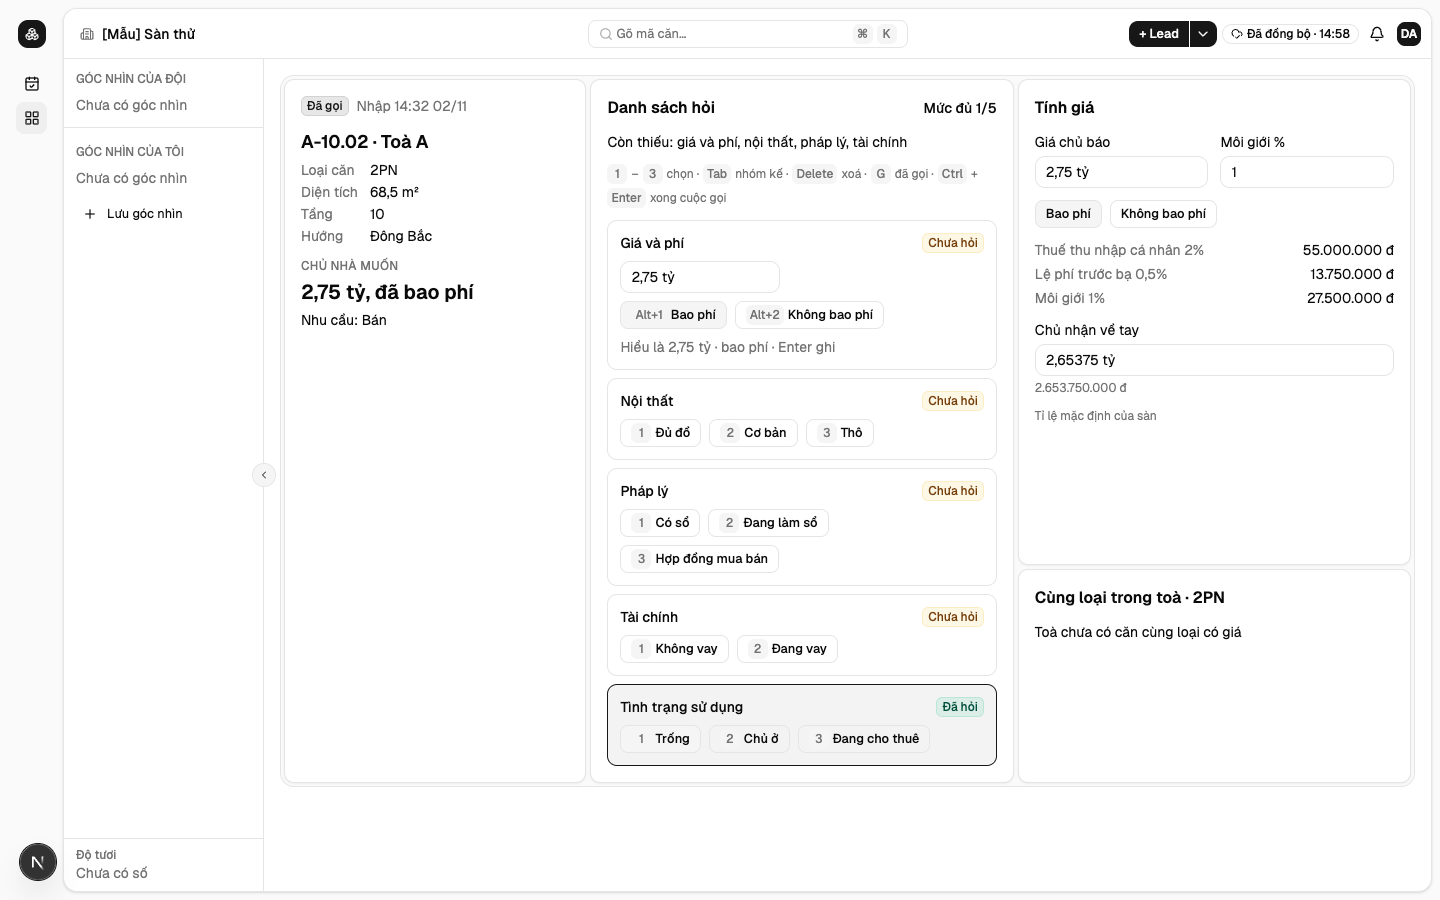 [Mẫu] Sàn thử
Gõ mã căn…
⌘ K
+ Lead
Đã đồng bộ · 14:58
DA
GÓC NHÌN CỦA ĐỘI
Chưa có góc nhìn
GÓC NHÌN CỦA TÔI
Chưa có góc nhìn
+ Lưu góc nhìn
Độ tươi
Chưa có số
N
Đã gọi Nhập 14:32 02/11
A-10.02 · Toà A
Loại căn 2PN
Diện tích 68,5 m²
Tầng 10
Hướng Đông Bắc
CHỦ NHÀ MUỐN
2,75 tỷ, đã bao phí
Nhu cầu: Bán
Danh sách hỏi Mức đủ 1/5
Còn thiếu: giá và phí, nội thất, pháp lý, tài chính
1 – 3 chọn · Tab nhóm kế · Delete xoá · G đã gọi · Ctrl +
Enter xong cuộc gọi
Giá và phí Chưa hỏi
2,75 tỷ
Alt+1 Bao phí Alt+2 Không bao phí
Hiểu là 2,75 tỷ · bao phí · Enter ghi
Nội thất Chưa hỏi
1 Đủ đồ 2 Cơ bản 3 Thô
Pháp lý Chưa hỏi
1 Có sổ 2 Đang làm sổ
3 Hợp đồng mua bán
Tài chính Chưa hỏi
1 Không vay 2 Đang vay
Tình trạng sử dụng Đã hỏi
1 Trống 2 Chủ ở 3 Đang cho thuê
Tính giá
Giá chủ báo Môi giới %
2,75 tỷ 1
Bao phí Không bao phí
Thuế thu nhập cá nhân 2% 55.000.000 đ
Lệ phí trước bạ 0,5% 13.750.000 đ
Môi giới 1% 27.500.000 đ
Chủ nhận về tay
2,65375 tỷ
2.653.750.000 đ
Tỉ lệ mặc định của sàn
Cùng loại trong toà · 2PN
Toà chưa có căn cùng loại có giá